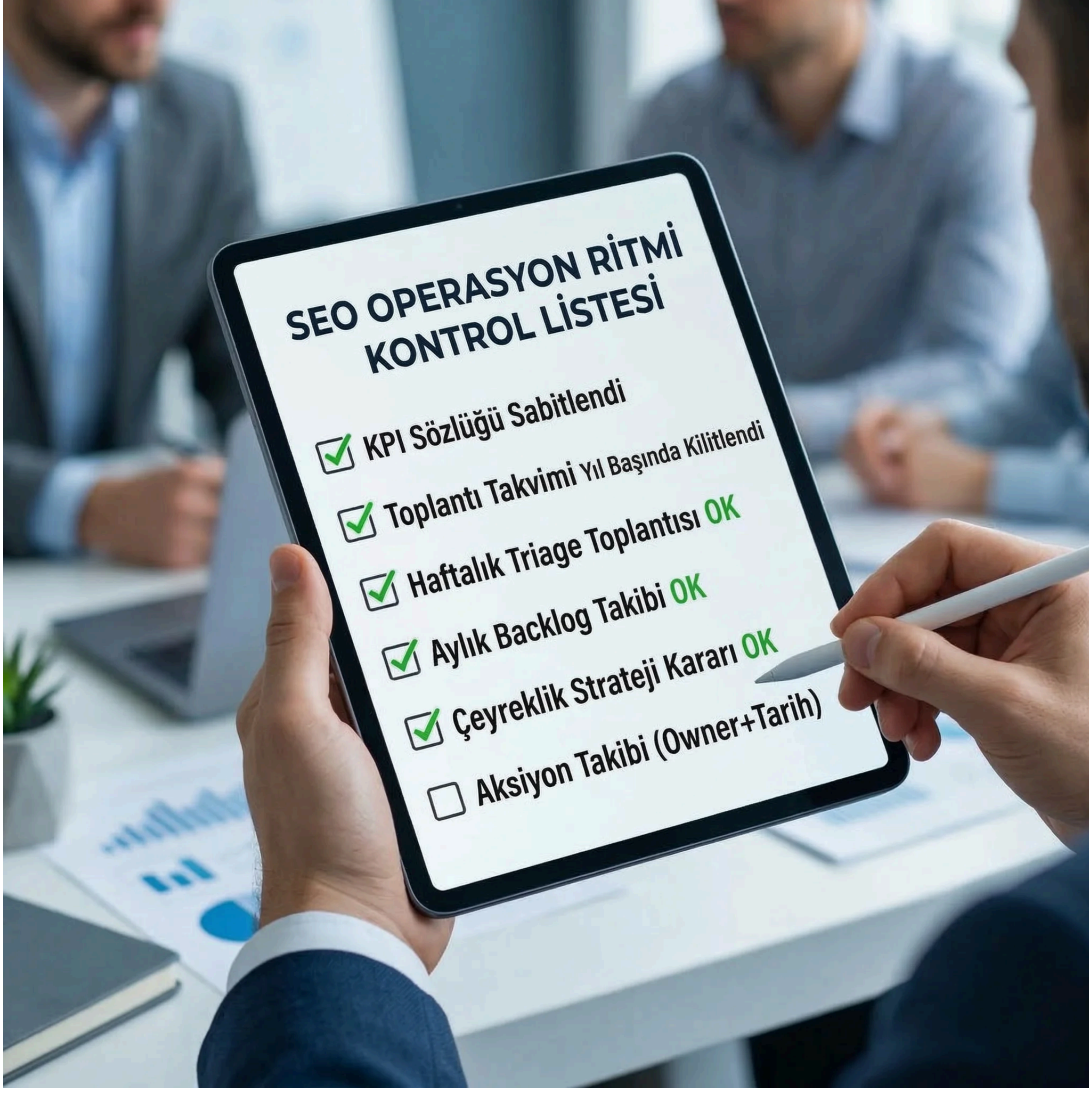 SEO OPERASYON RİTMİ
KONTROL LİSTESİ
KPI Sözlüğü Sabitlendi
Toplantı Takvimi Yıl Başında Kilitlendi
Haftalık Triage Toplantısı OK
Aylık Backlog Takibi OK
Çeyreklik Strateji Kararı OK
Aksiyon Takibi (Owner+Tarih)